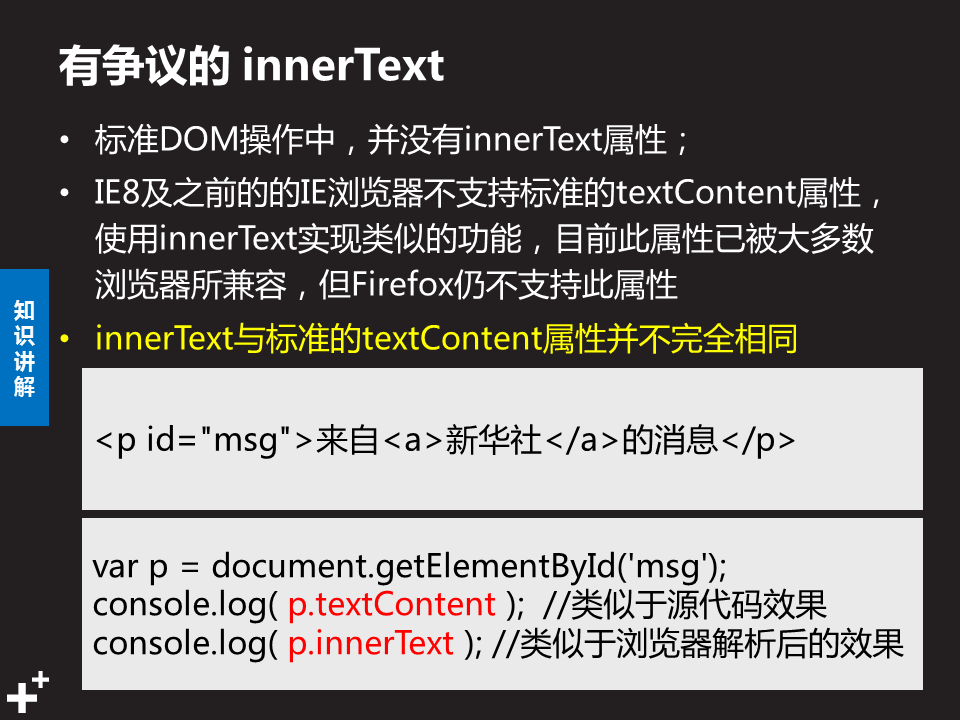 有争议的 innerText
• 标准DOM操作中，并没有innerText属性；
• IE8及之前的的IE浏览器不支持标准的textContent属性，
使用innerText实现类似的功能，目前此属性已被大多数
浏览器所兼容，但Firefox仍不支持此属性
• innerText与标准的textContent属性并不完全相同
知
识
讲
解
<p id="msg">来自<a>新华社</a>的消息</p>
var p = document.getElementById('msg');
console.log( p.textContent );  //类似于源代码效果
console.log( p.innerText ); //类似于浏览器解析后的效果